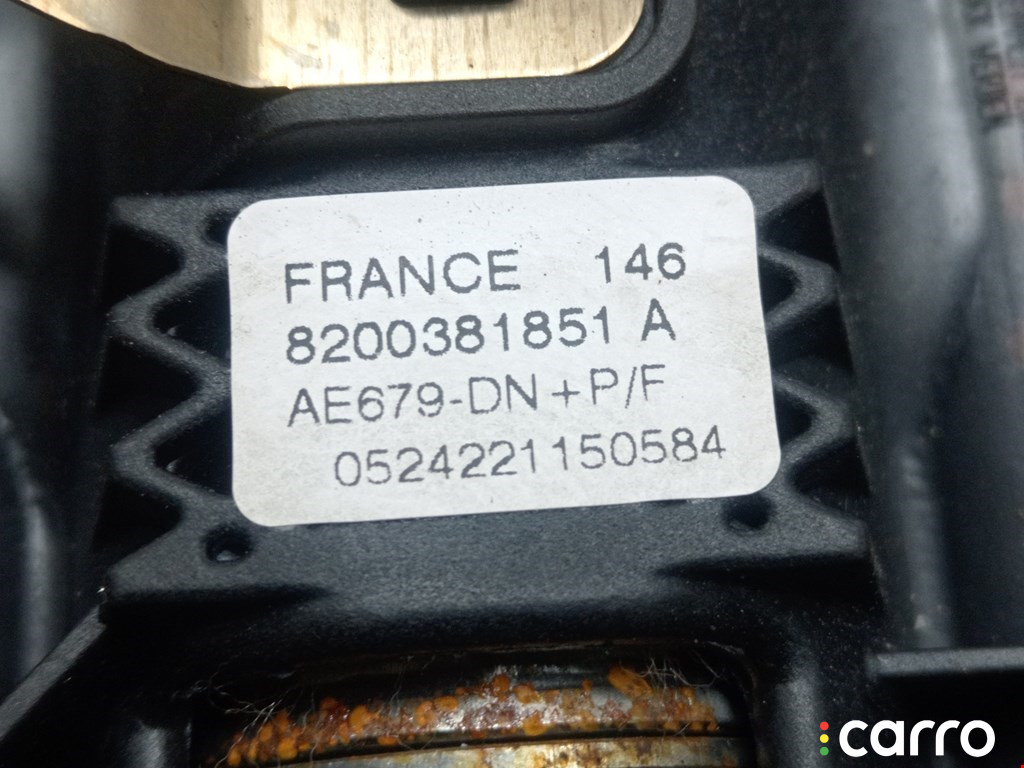 FRANCE 146
8200381851 A
AE679-DN+P/F
0524221150584
carro